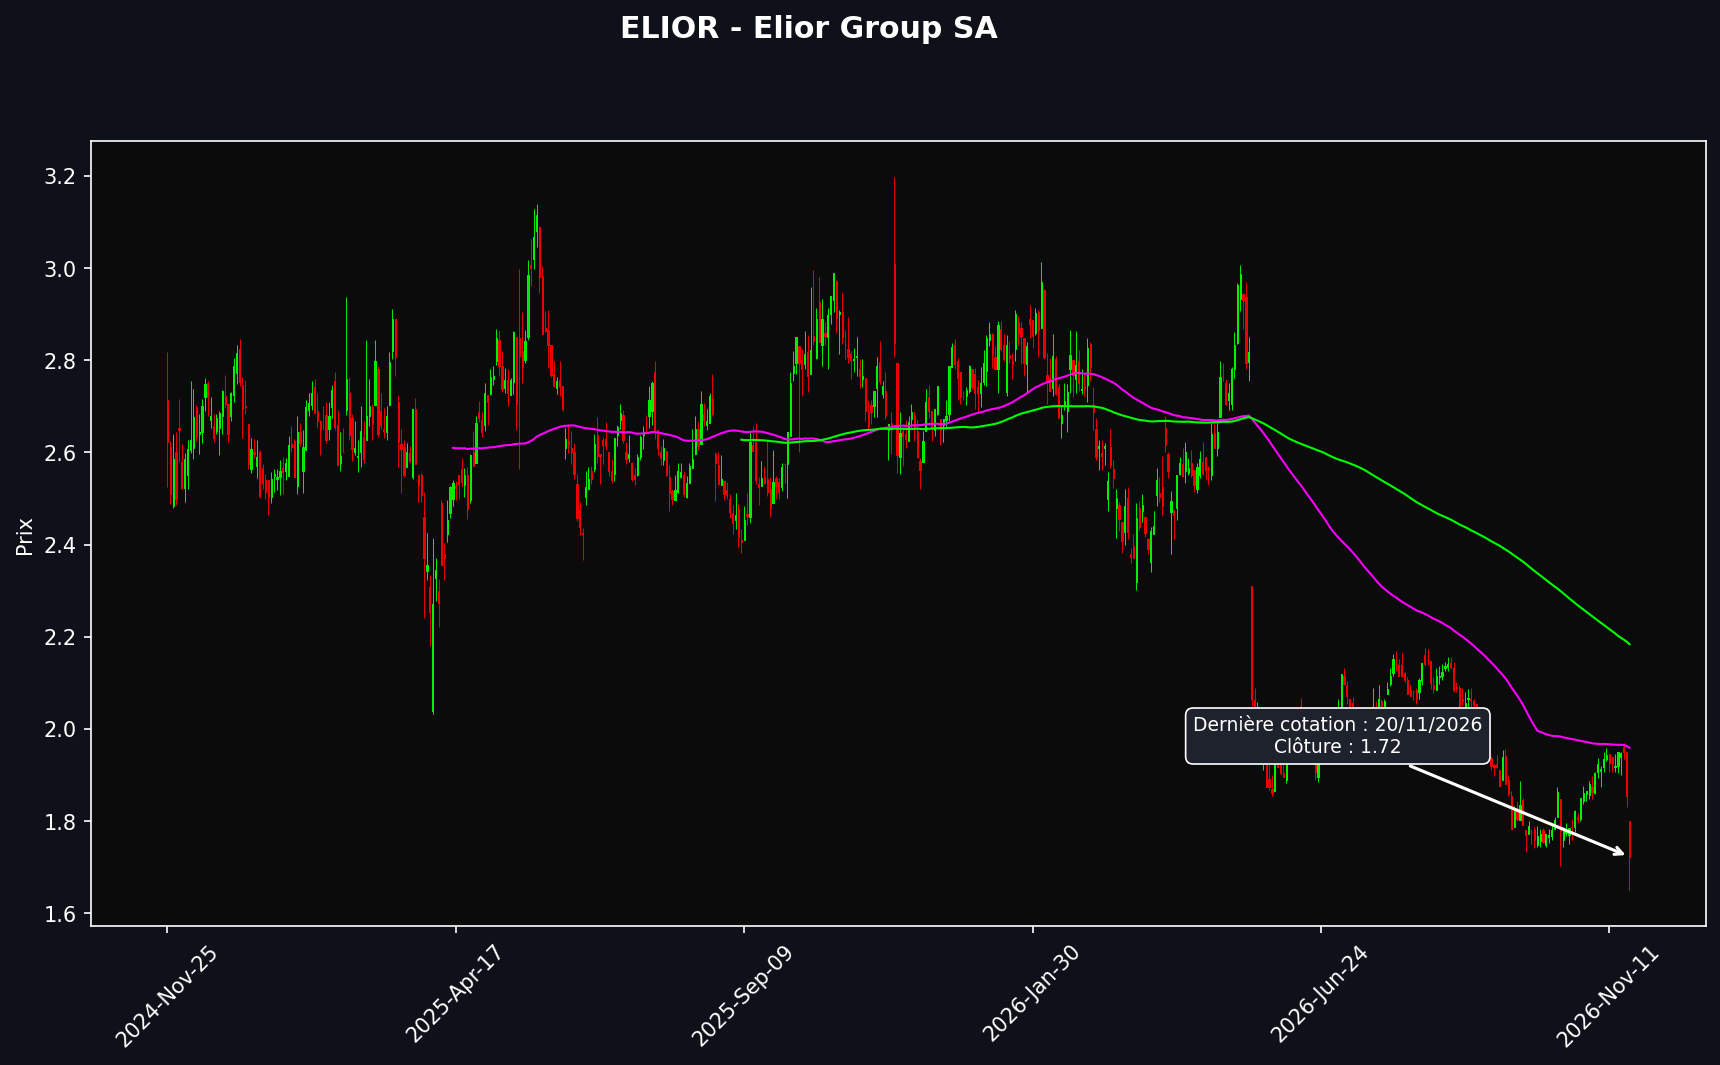 ELIOR - Elior Group SA
Prix
3.2
3.0
2.8
2.6
2.4
2.2
2.0
1.8
1.6
Dernière cotation : 20/11/2026
Clôture : 1.72
2024-Nov-25
2025-Apr-17
2025-Sep-09
2026-Jan-30
2026-Jun-24
2026-Nov-11